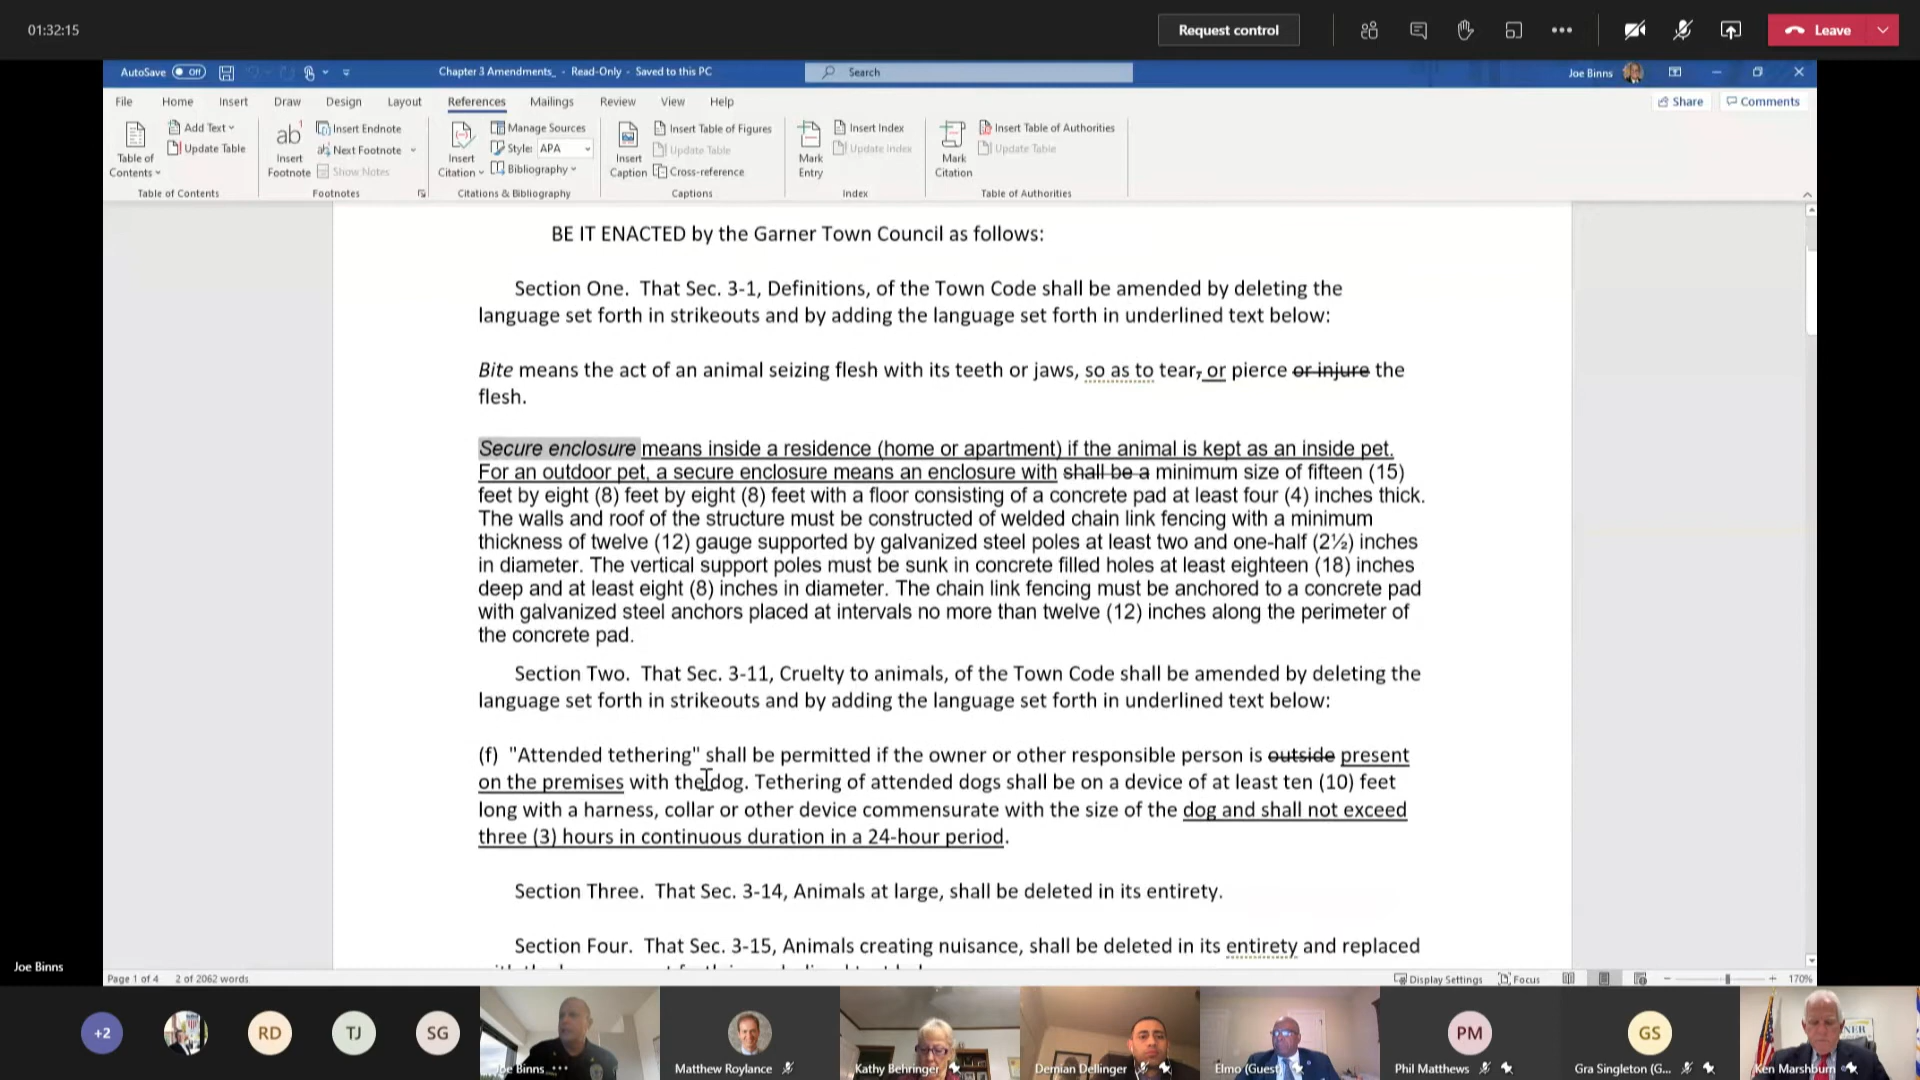 01:32:15
Request control
Leave
AutoSave Off
Chapter 3 Amendments_ - Read-Only - Saved to this PC
Search
Joe Binns
File Home Insert Draw Design Layout References Mailings Review View Help
Share Comments
Table of Contents
Add Text
Update Table
Table of Contents
ab
Insert Footnote
Insert Endnote
Next Footnote
Show Notes
Footnotes
Insert Citation
Manage Sources
Style: APA
Bibliography
Citations & Bibliography
Insert Caption
Insert Table of Figures
Update Table
Cross-reference
Captions
Mark Entry
Insert Index
Update Index
Index
Mark Citation
Insert Table of Authorities
Update Table
Table of Authorities
BE IT ENACTED by the Garner Town Council as follows:
Section One. That Sec. 3-1, Definitions, of the Town Code shall be amended by deleting the
language set forth in strikeouts and by adding the language set forth in underlined text below:
Bite means the act of an animal seizing flesh with its teeth or jaws, so as to tear, or pierce or injure the
flesh.
Secure enclosure means inside a residence (home or apartment) if the animal is kept as an inside pet.
For an outdoor pet, a secure enclosure means an enclosure with shall be a minimum size of fifteen (15)
feet by eight (8) feet by eight (8) feet with a floor consisting of a concrete pad at least four (4) inches thick.
The walls and roof of the structure must be constructed of welded chain link fencing with a minimum
thickness of twelve (12) gauge supported by galvanized steel poles at least two and one-half (2½) inches
in diameter. The vertical support poles must be sunk in concrete filled holes at least eighteen (18) inches
deep and at least eight (8) inches in diameter. The chain link fencing must be anchored to a concrete pad
with galvanized steel anchors placed at intervals no more than twelve (12) inches along the perimeter of
the concrete pad.
Section Two. That Sec. 3-11, Cruelty to animals, of the Town Code shall be amended by deleting the
language set forth in strikeouts and by adding the language set forth in underlined text below:
(f) "Attended tethering" shall be permitted if the owner or other responsible person is outside present
on the premises with the dog. Tethering of attended dogs shall be on a device of at least ten (10) feet
long with a harness, collar or other device commensurate with the size of the dog and shall not exceed
three (3) hours in continuous duration in a 24-hour period.
Section Three. That Sec. 3-14, Animals at large, shall be deleted in its entirety.
Section Four. That Sec. 3-15, Animals creating nuisance, shall be deleted in its entirety and replaced
Joe Binns
Page 1 of 4 2 of 2062 words
Display Settings Focus 170%
+2 RD TJ SG PM GS
Joe Binns Matthew Roylance Kathy Behringer Demian Dellinger Elmo (Guest) Phil Matthews Gra Singleton (G... Ken Marshburn